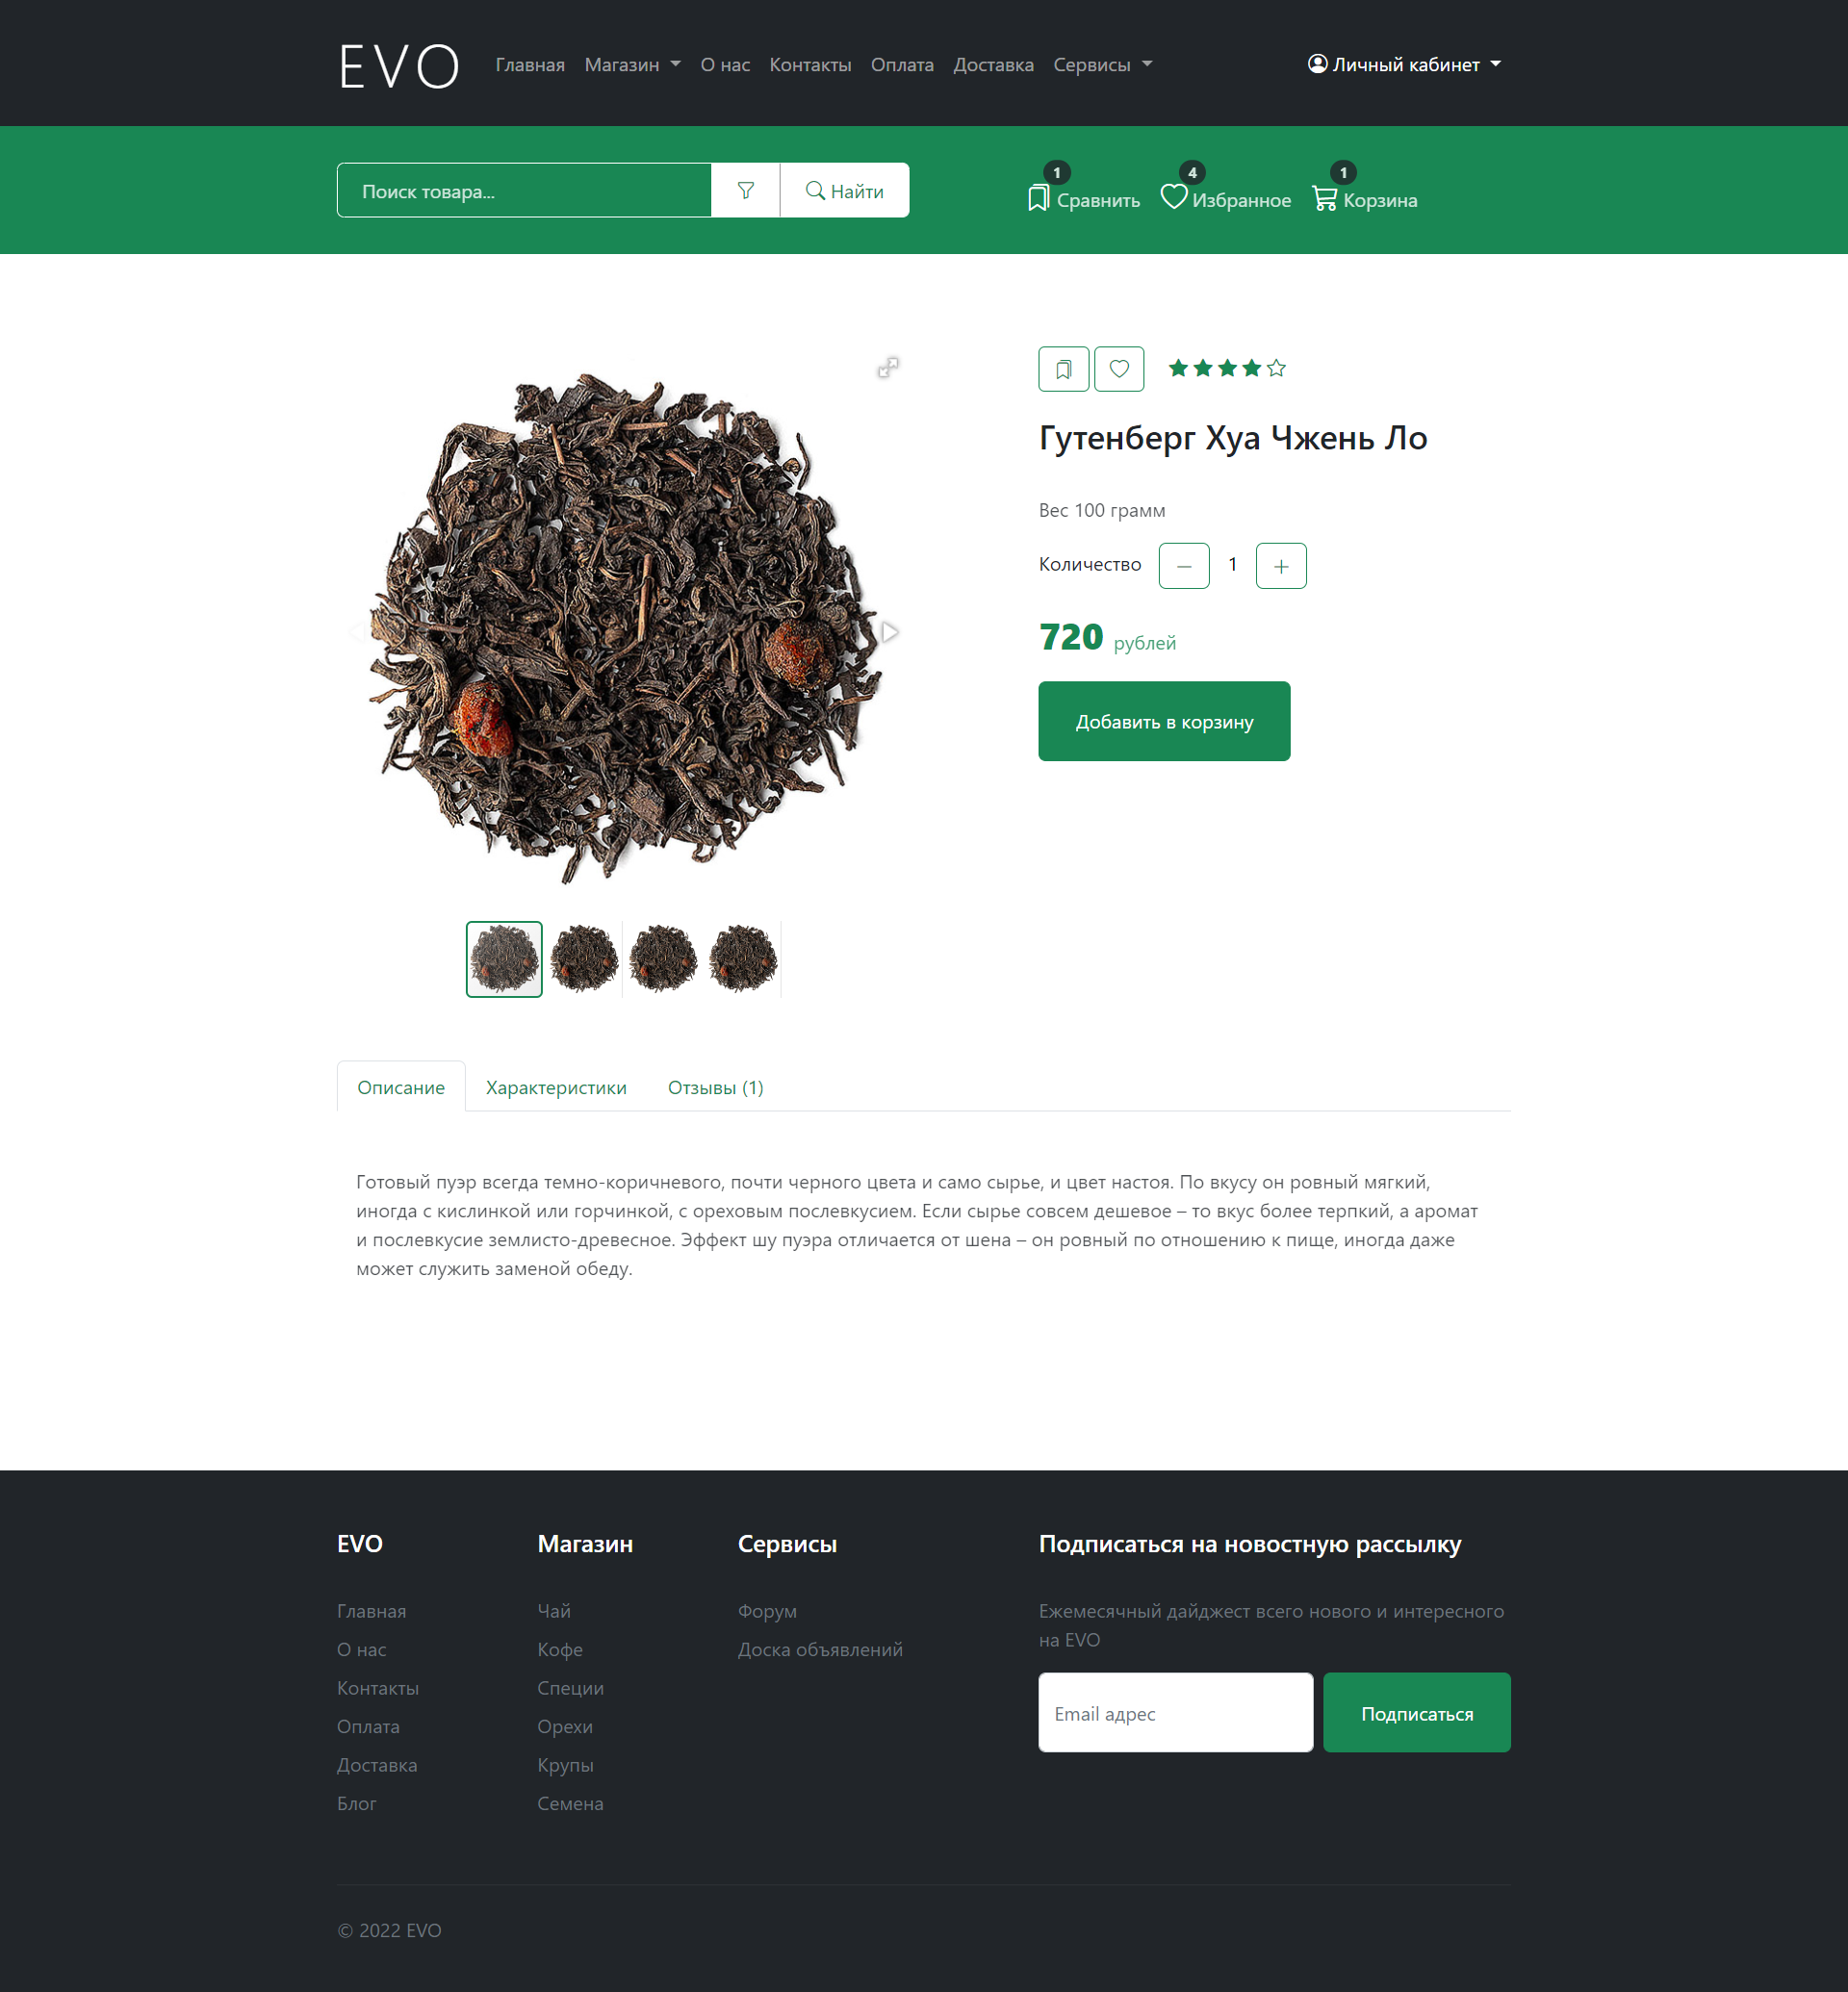 EVO
Главная Магазин О нас Контакты Оплата Доставка Сервисы
Личный кабинет
Поиск товара...
Найти
1
Сравнить
4
Избранное
1
Корзина
Гутенберг Хуа Чжень Ло
Вес 100 грамм
Количество 1
720 рублей
Добавить в корзину
Описание Характеристики Отзывы (1)
Готовый пуэр всегда темно-коричневого, почти черного цвета и само сырье, и цвет настоя. По вкусу он ровный мягкий,
иногда с кислинкой или горчинкой, с ореховым послевкусием. Если сырье совсем дешевое – то вкус более терпкий, а аромат
и послевкусие землисто-древесное. Эффект шу пуэра отличается от шена – он ровный по отношению к пище, иногда даже
может служить заменой обеду.
EVO
Главная
О нас
Контакты
Оплата
Доставка
Блог
Магазин
Чай
Кофе
Специи
Орехи
Крупы
Семена
Сервисы
Форум
Доска объявлений
Подписаться на новостную рассылку
Ежемесячный дайджест всего нового и интересного
на EVO
Email адрес
Подписаться
© 2022 EVO